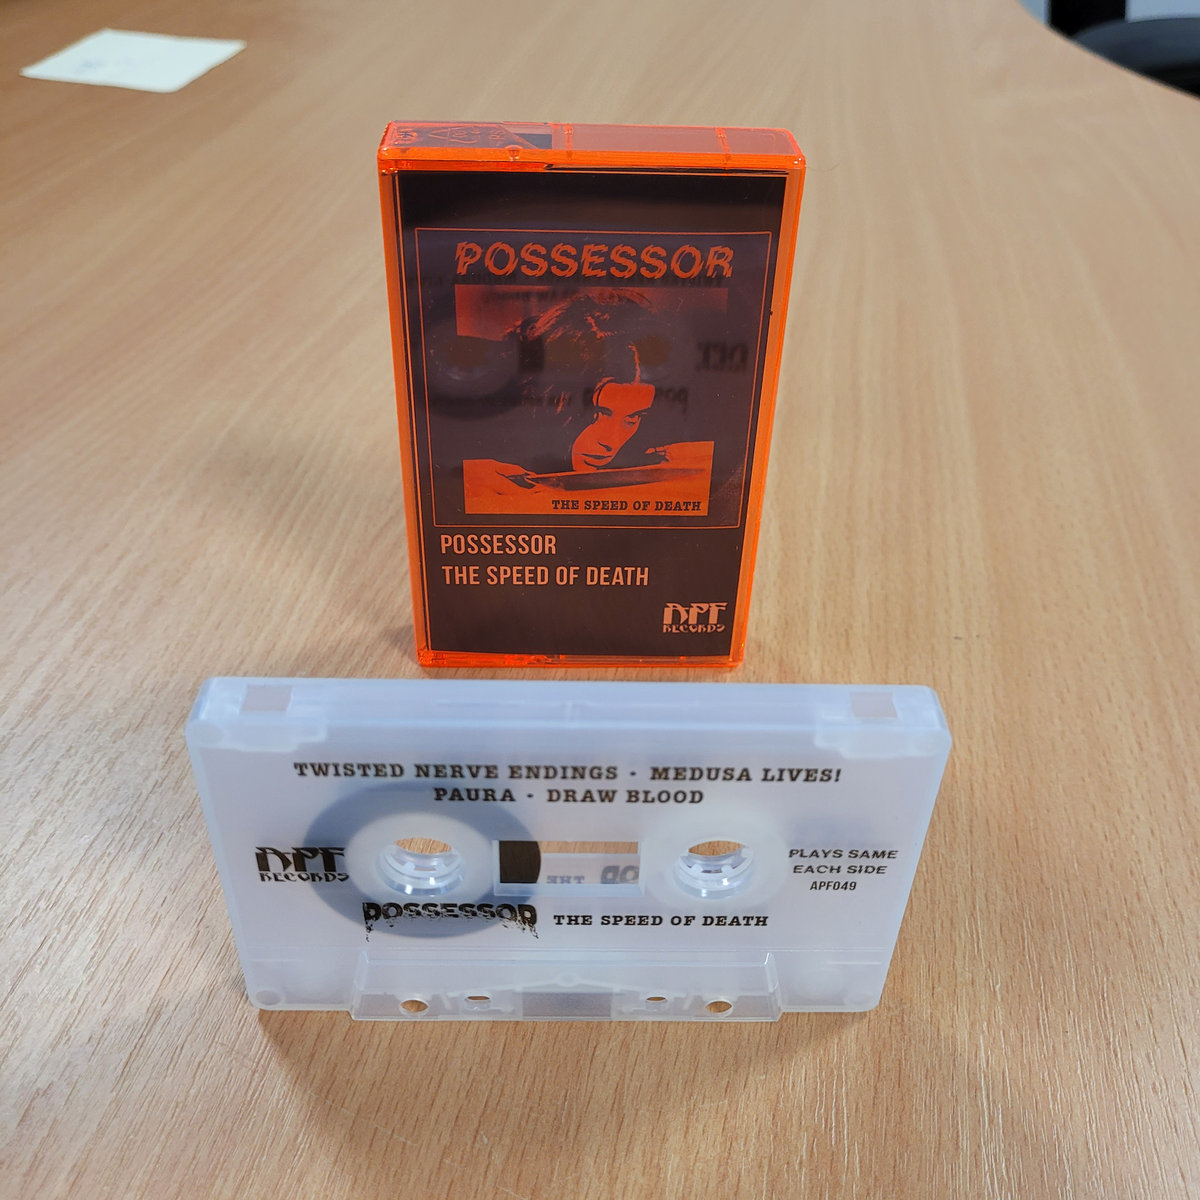 POSSESSOR
THE SPEED OF DEATH
POSSESSOR
THE SPEED OF DEATH
APF
RECORDS
TWISTED NERVE ENDINGS • MEDUSA LIVES!
PAURA • DRAW BLOOD
APF
RECORDS
PLAYS SAME
EACH SIDE
APF049
POSSESSOR THE SPEED OF DEATH